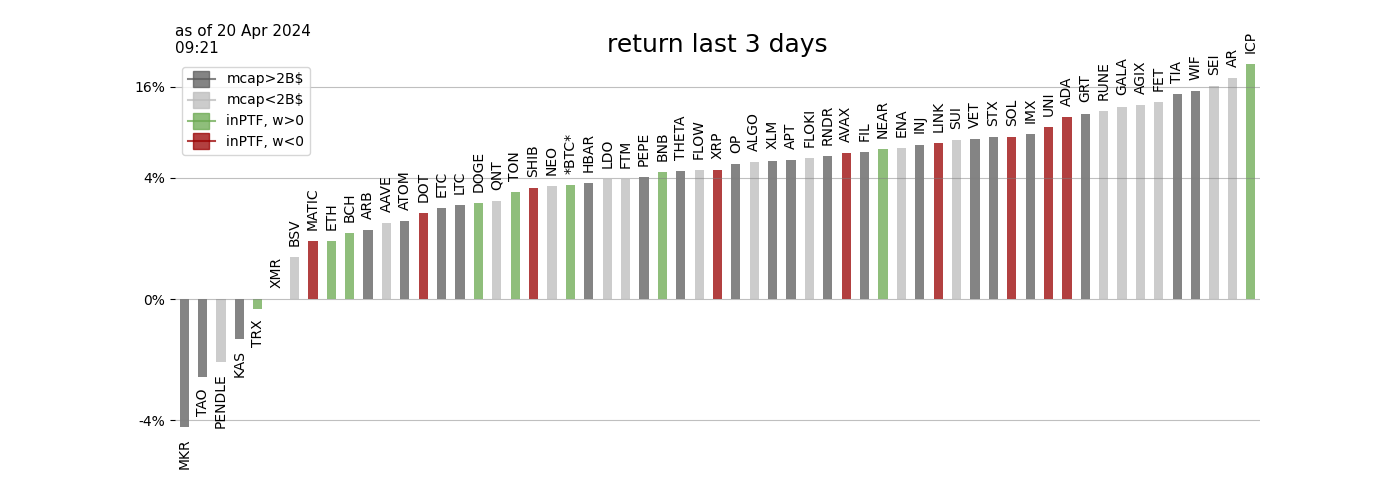 as of 20 Apr 2024
09:21
return last 3 days
mcap>2B$
mcap<2B$
inPTF, w>0
inPTF, w<0
16%
4%
0%
-4%
MKR
TAO
PENDLE
KAS
TRX
XMR
BSV
MATIC
ETH
BCH
ARB
AAVE
ATOM
DOT
ETC
LTC
DOGE
QNT
TON
SHIB
NEO
*BTC*
HBAR
LDO
FTM
PEPE
BNB
THETA
FLOW
XRP
OP
ALGO
XLM
APT
FLOKI
RNDR
AVAX
FIL
NEAR
ENA
INJ
LINK
SUI
VET
STX
SOL
IMX
UNI
ADA
GRT
RUNE
GALA
AGIX
FET
TIA
WIF
SEI
AR
ICP